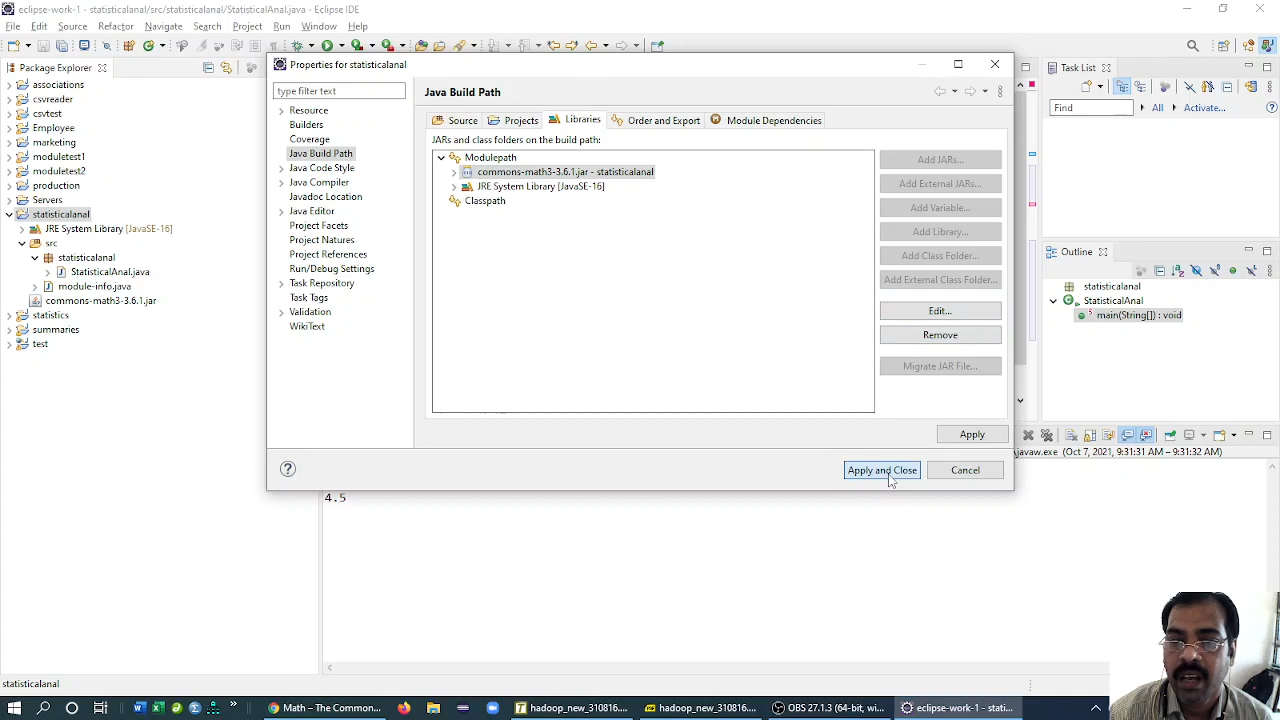 eclipse-work-1 - statisticalanal/src/statisticalanal/StatisticalAnal.java - Eclipse IDE
File Edit Source Refactor Navigate Search Project Run Window Help
Package Explorer
associations
csvreader
csvtest
Employee
marketing
moduletest1
moduletest2
production
Servers
statisticalanal
JRE System Library [JavaSE-16]
src
statisticalanal
StatisticalAnal.java
module-info.java
commons-math3-3.6.1.jar
statistics
summaries
test
Properties for statisticalanal
type filter text
Resource
Builders
Coverage
Java Build Path
Java Code Style
Java Compiler
Javadoc Location
Java Editor
Project Facets
Project Natures
Project References
Run/Debug Settings
Task Repository
Task Tags
Validation
WikiText
Java Build Path
Source Projects Libraries Order and Export Module Dependencies
JARs and class folders on the build path:
Modulepath
commons-math3-3.6.1.jar - statisticalanal
JRE System Library [JavaSE-16]
Classpath
Add JARs...
Add External JARs...
Add Variable...
Add Library...
Add Class Folder...
Add External Class Folder...
Edit...
Remove
Migrate JAR File...
Apply
Apply and Close Cancel
Task List
Find All Activate...
Outline
statisticalanal
StatisticalAnal
main(String[]) : void
\javaw.exe (Oct 7, 2021, 9:31:31 AM – 9:31:32 AM)
4.5
statisticalanal
Math – The Common...
hadoop_new_310816...
hadoop_new_310816...
OBS 27.1.3 (64-bit, wi...
eclipse-work-1 - stati...